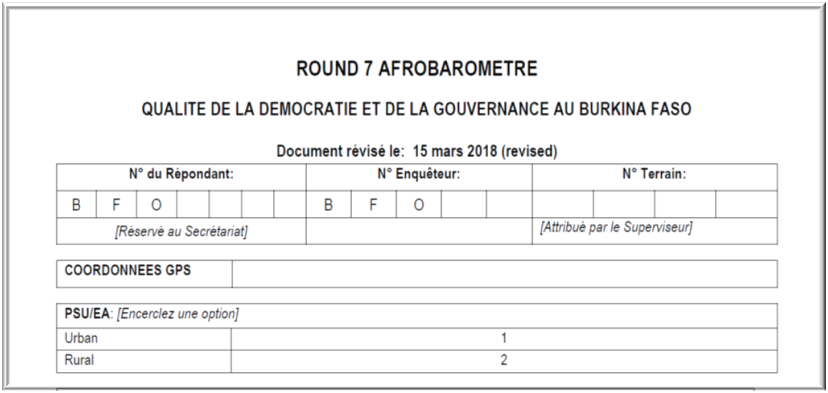 ROUND 7 AFROBAROMETRE
QUALITE DE LA DEMOCRATIE ET DE LA GOUVERNANCE AU BURKINA FASO
Document révisé le: 15 mars 2018 (revised)
N° du Répondant: N° Enquêteur: N° Terrain:
B F O B F O
[Réservé au Secrétariat] [Attribué par le Superviseur]
COORDONNEES GPS
PSU/EA: [Encerclez une option]
Urban 1
Rural 2